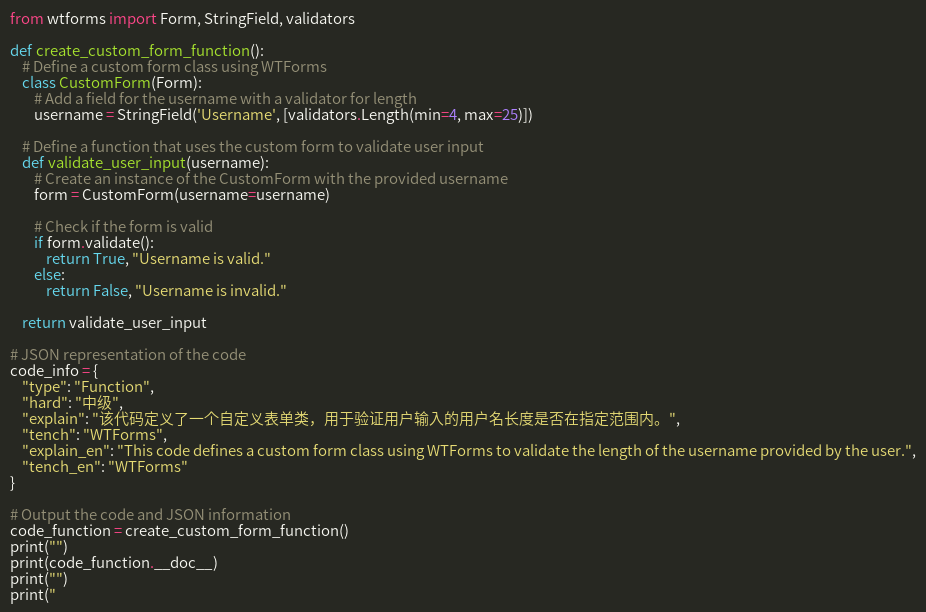 from wtforms import Form, StringField, validators

def create_custom_form_function():
    # Define a custom form class using WTForms
    class CustomForm(Form):
        # Add a field for the username with a validator for length
        username = StringField('Username', [validators.Length(min=4, max=25)])

    # Define a function that uses the custom form to validate user input
    def validate_user_input(username):
        # Create an instance of the CustomForm with the provided username
        form = CustomForm(username=username)

        # Check if the form is valid
        if form.validate():
            return True, "Username is valid."
        else:
            return False, "Username is invalid."

    return validate_user_input

# JSON representation of the code
code_info = {
    "type": "Function",
    "hard": "中级",
    "explain": "该代码定义了一个自定义表单类，用于验证用户输入的用户名长度是否在指定范围内。",
    "tench": "WTForms",
    "explain_en": "This code defines a custom form class using WTForms to validate the length of the username provided by the user.",
    "tench_en": "WTForms"
}

# Output the code and JSON information
code_function = create_custom_form_function()
print("")
print(code_function.__doc__)
print("")
print("